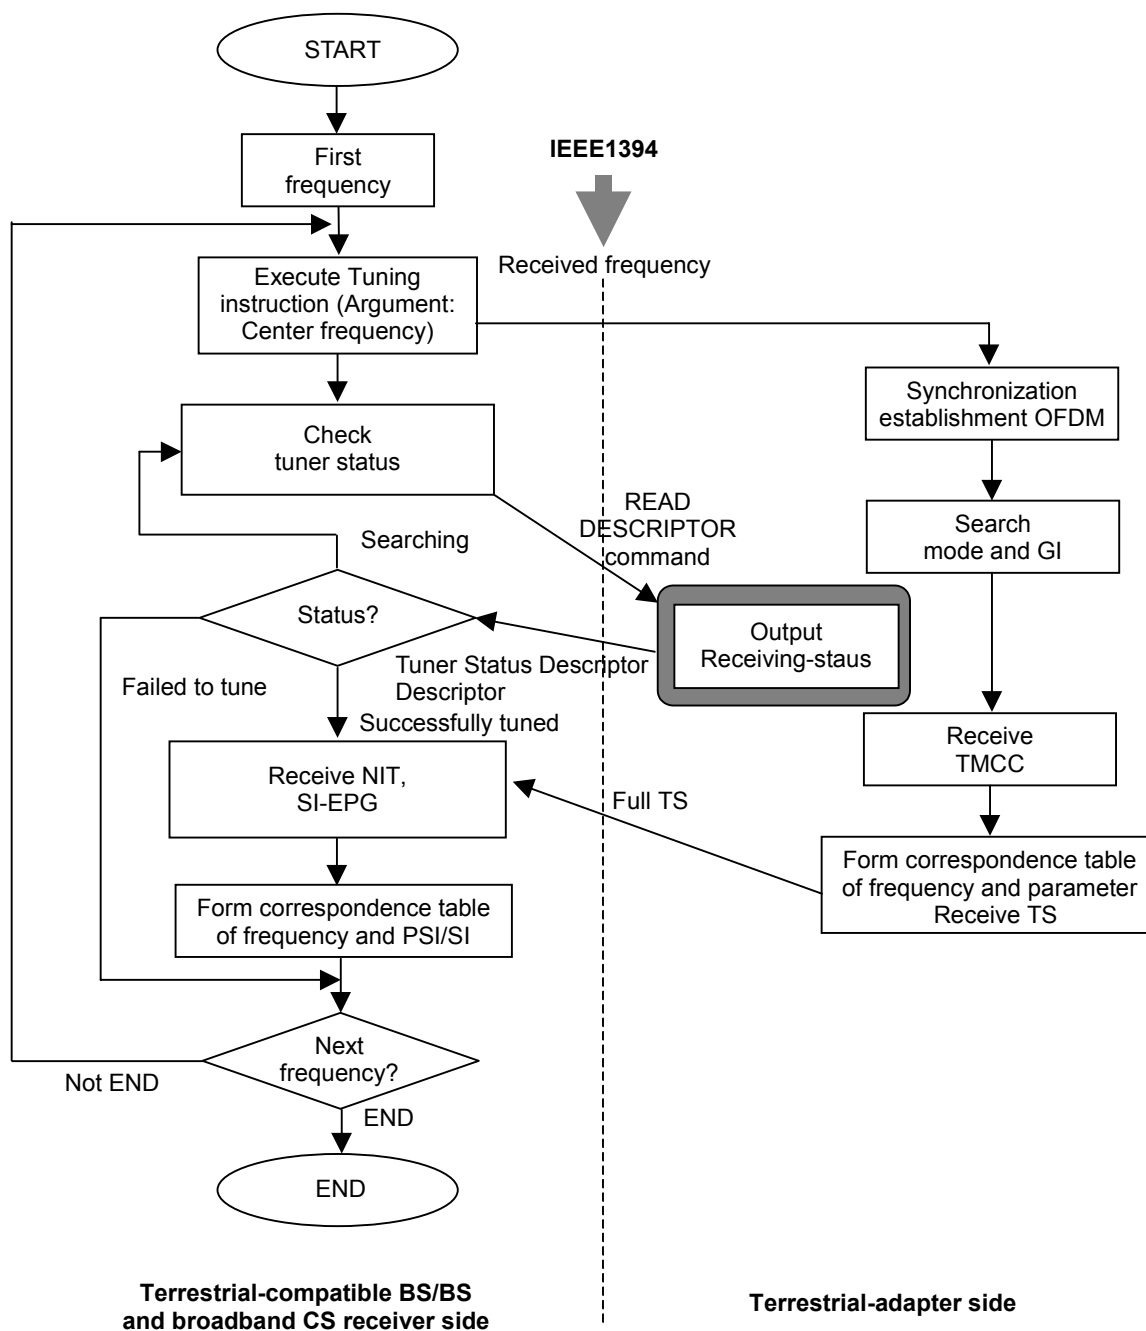 START
First
frequency
IEEE1394
Received frequency
Execute Tuning
instruction (Argument:
Center frequency)
Synchronization
establishment OFDM
Check
tuner status
READ
DESCRIPTOR
command
Search
mode and GI
Searching
Status?
Output
Receiving-staus
Tuner Status Descriptor
Descriptor
Failed to tune
Successfully tuned
Receive
TMCC
Receive NIT,
SI-EPG
Full TS
Form correspondence table
of frequency and parameter
Receive TS
Form correspondence table
of frequency and PSI/SI
Next
frequency?
Not END
END
END
Terrestrial-compatible BS/BS
and broadband CS receiver side
Terrestrial-adapter side